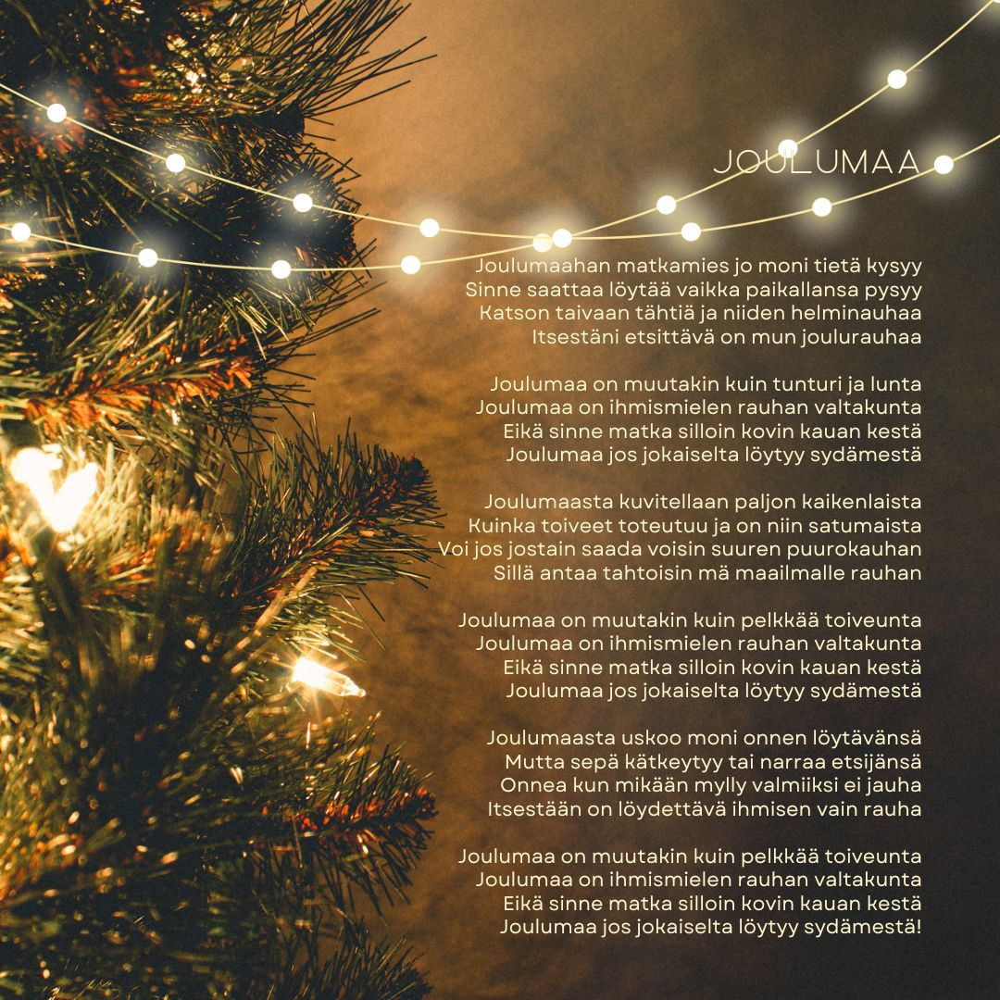 JOULUMAA
Joulumaahan matkamies jo moni tietä kysyy
Sinne saattaa löytää vaikka paikallansa pysyy
Katson taivaan tähtiä ja niiden helminauhaa
Itsestäni etsittävä on mun joulurauhaa
Joulumaa on muutakin kuin tunturi ja lunta
Joulumaa on ihmismielen rauhan valtakunta
Eikä sinne matka silloin kovin kauan kestä
Joulumaa jos jokaiselta löytyy sydämestä
Joulumaasta kuvitellaan paljon kaikenlaista
Kuinka toiveet toteutuu ja on niin satumaista
Voi jos jostain saada voisin suuren puurokauhan
Sillä antaa tahtoisin mä maailmalle rauhan
Joulumaa on muutakin kuin pelkkää toiveunta
Joulumaa on ihmismielen rauhan valtakunta
Eikä sinne matka silloin kovin kauan kestä
Joulumaa jos jokaiselta löytyy sydämestä
Joulumaasta uskoo moni onnen löytävänsä
Mutta sepä kätkeytyy tai narraa etsijänsä
Onnea kun mikään mylly valmiiksi ei jauha
Itsestään on löydettävä ihmisen vain rauha
Joulumaa on muutakin kuin pelkkää toiveunta
Joulumaa on ihmismielen rauhan valtakunta
Eikä sinne matka silloin kovin kauan kestä
Joulumaa jos jokaiselta löytyy sydämestä!